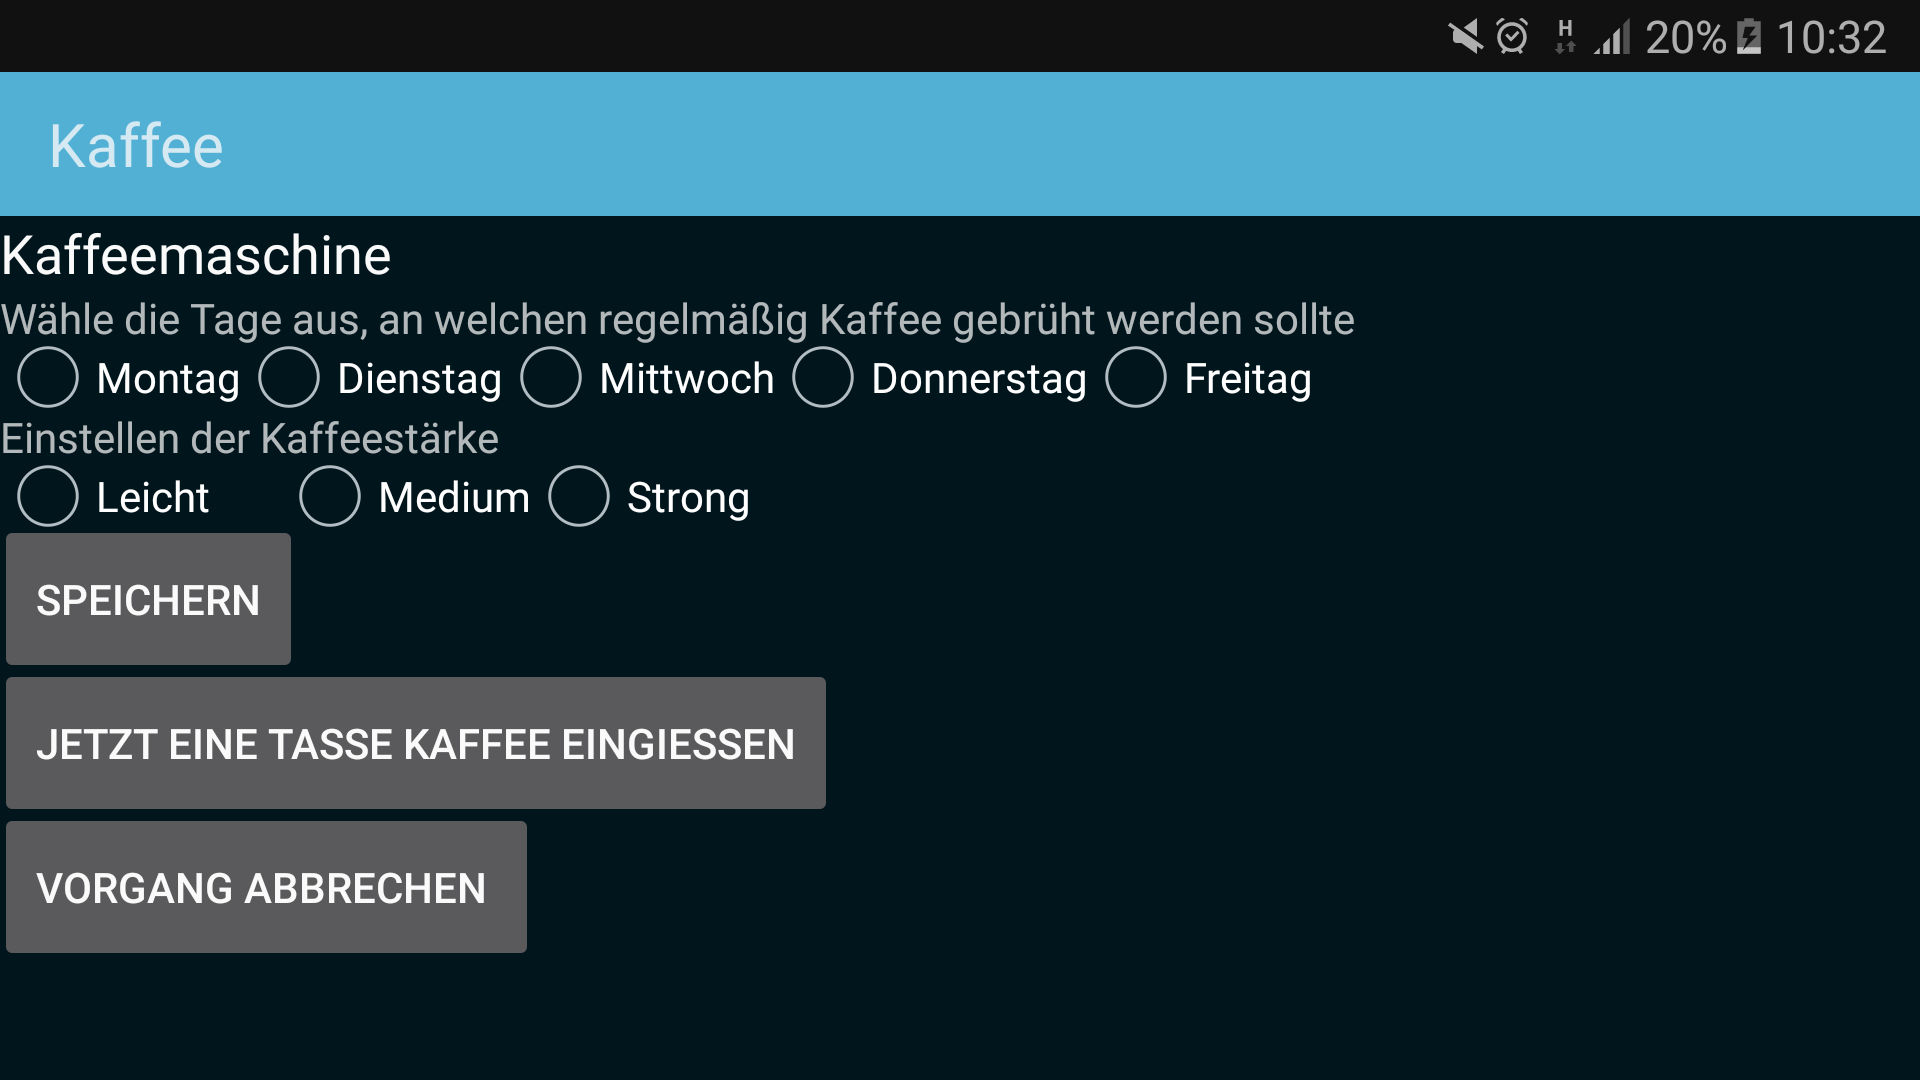 H 20% 10:32
Kaffee
Kaffeemaschine
Wähle die Tage aus, an welchen regelmäßig Kaffee gebrüht werden sollte
Montag Dienstag Mittwoch Donnerstag Freitag
Einstellen der Kaffeestärke
Leicht Medium Strong
SPEICHERN
JETZT EINE TASSE KAFFEE EINGIESSEN
VORGANG ABBRECHEN